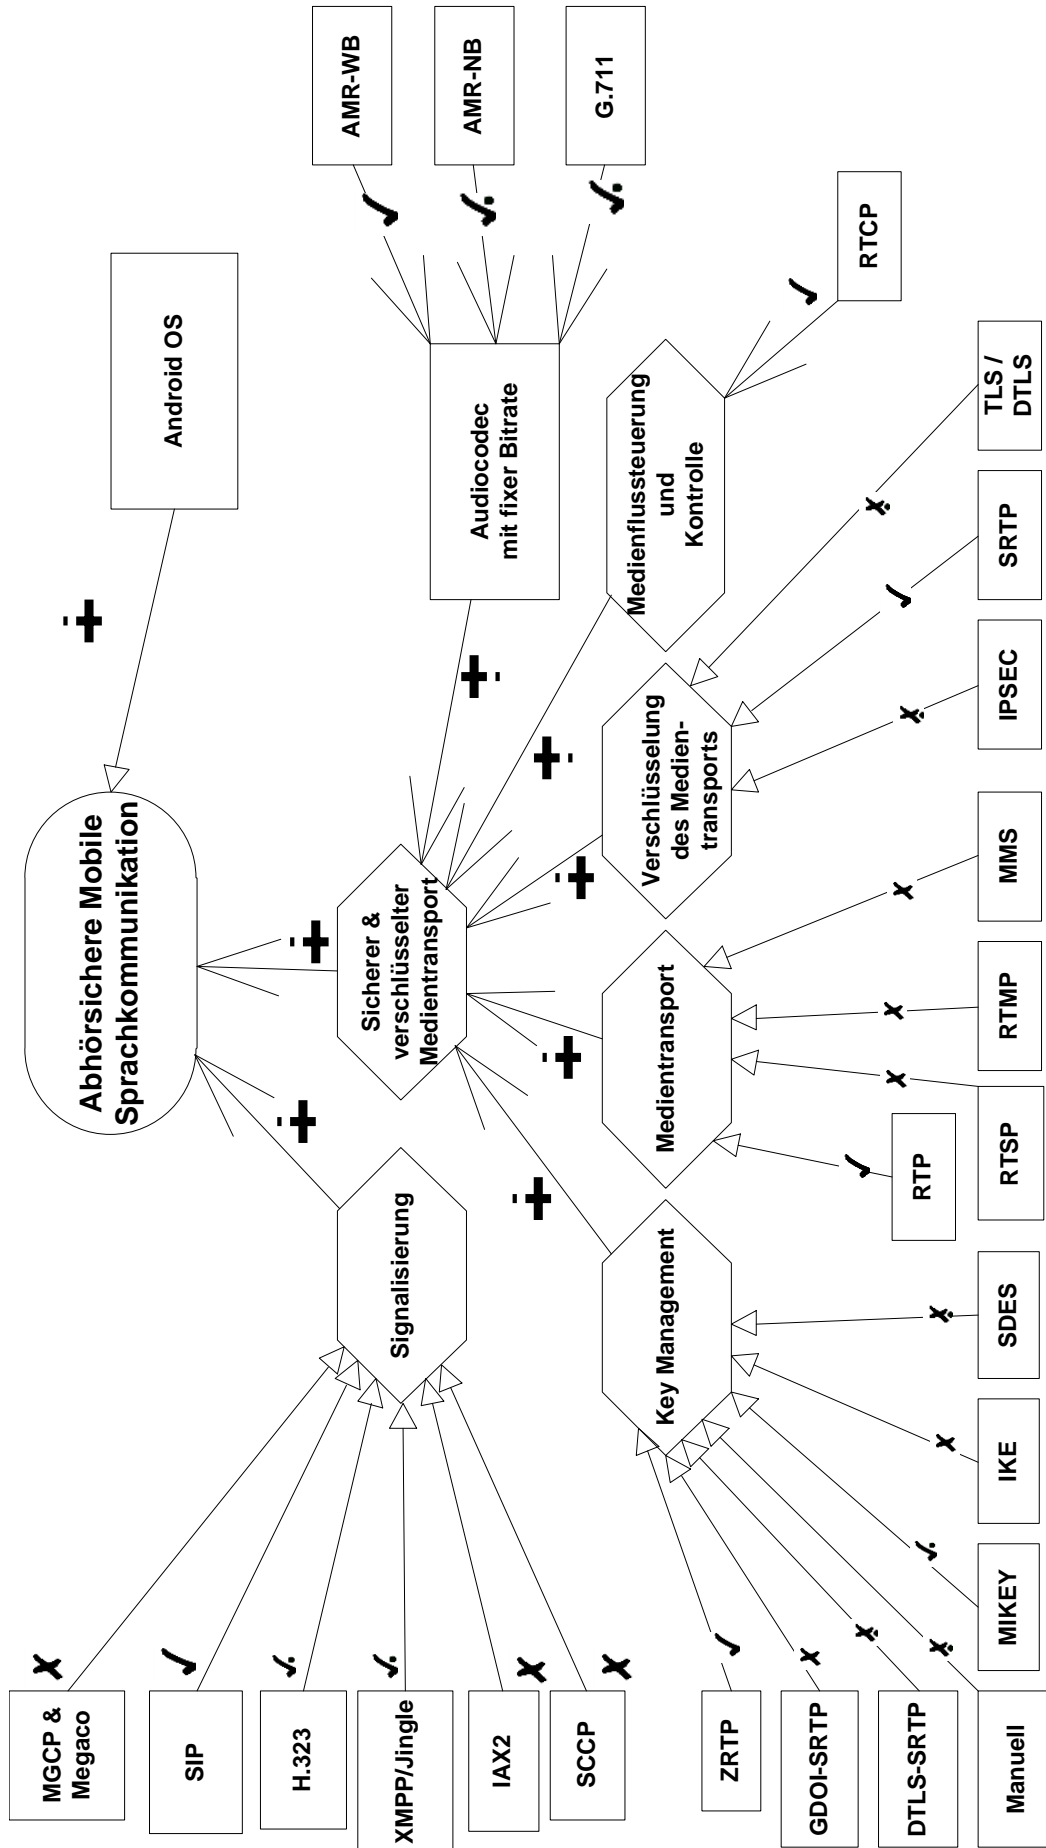 Abhörsichere Mobile
Sprachkommunikation
Android OS
Signalisierung
Sicherer &
verschlüsselter
Medientransport
Audiocodec
mit fixer Bitrate
AMR-WB
AMR-NB
G.711
MGCP &
Megaco
SIP
H.323
XMPP/Jingle
IAX2
SCCP
Key Management
Medientransport
Verschlüsselung
des Medien-
transports
Medienflussteuerung
und
Kontrolle
RTCP
ZRTP
GDOI-SRTP
DTLS-SRTP
Manuell
MIKEY
IKE
SDES
RTP
RTSP
RTMP
MMS
IPSEC
SRTP
TLS /
DTLS